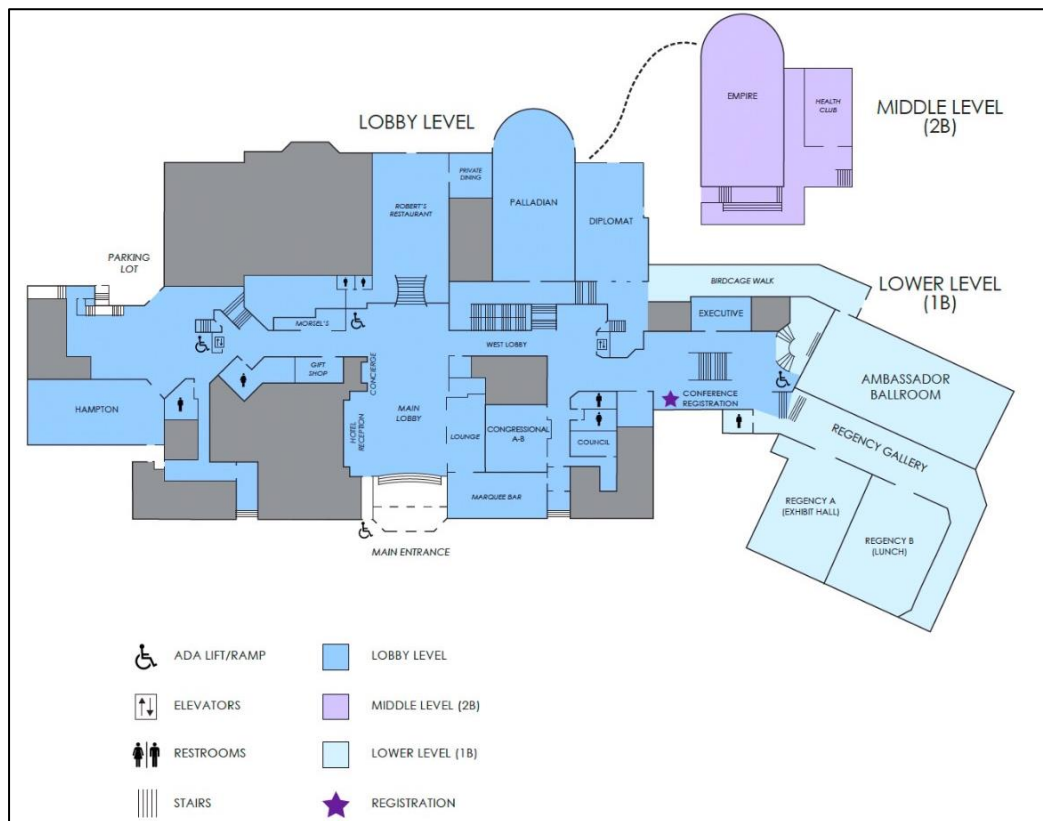 LOBBY LEVEL
EMPIRE
HEALTH
CLUB
MIDDLE LEVEL
(2B)
PRIVATE
DINING
ROBERT'S
RESTAURANT
PALLADIAN
DIPLOMAT
PARKING
LOT
BIRDCAGE WALK
LOWER LEVEL
(1B)
MORSEL'S
EXECUTIVE
WEST LOBBY
GIFT
SHOP
CONCIERGE
AMBASSADOR
BALLROOM
HAMPTON
MAIN
LOBBY
HOTEL
RECEPTION
LOUNGE
CONGRESSIONAL
A-B
COUNCIL
CONFERENCE
REGISTRATION
REGENCY GALLERY
MARQUEE BAR
REGENCY A
(EXHIBIT HALL)
REGENCY B
(LUNCH)
MAIN ENTRANCE
ADA LIFT/RAMP
LOBBY LEVEL
ELEVATORS
MIDDLE LEVEL (2B)
RESTROOMS
LOWER LEVEL (1B)
STAIRS
REGISTRATION